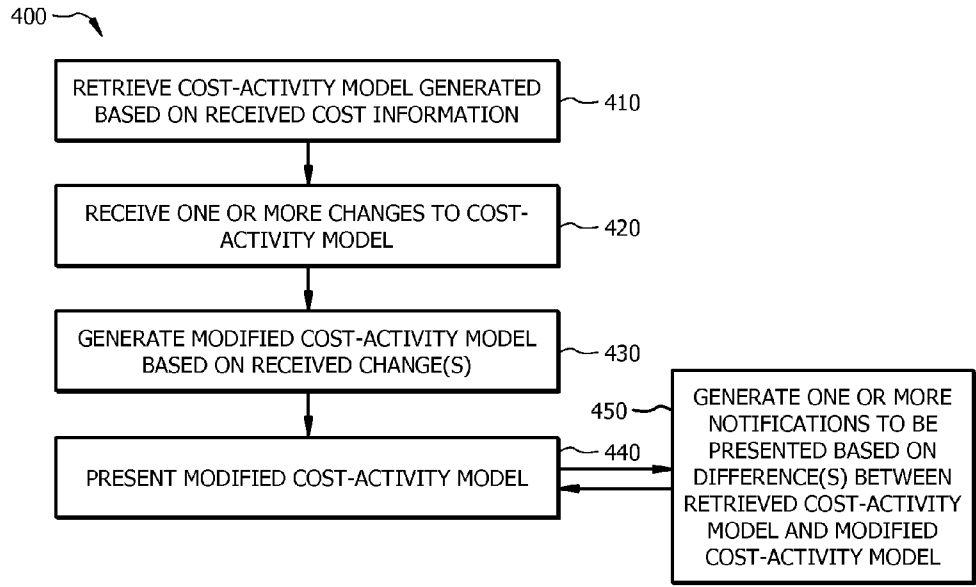 400
RETRIEVE COST-ACTIVITY MODEL GENERATED
BASED ON RECEIVED COST INFORMATION
410
RECEIVE ONE OR MORE CHANGES TO COST-
ACTIVITY MODEL
420
GENERATE MODIFIED COST-ACTIVITY MODEL
BASED ON RECEIVED CHANGE(S)
430
PRESENT MODIFIED COST-ACTIVITY MODEL
440
450
GENERATE ONE OR MORE
NOTIFICATIONS TO BE
PRESENTED BASED ON
DIFFERENCE(S) BETWEEN
RETRIEVED COST-ACTIVITY
MODEL AND MODIFIED
COST-ACTIVITY MODEL